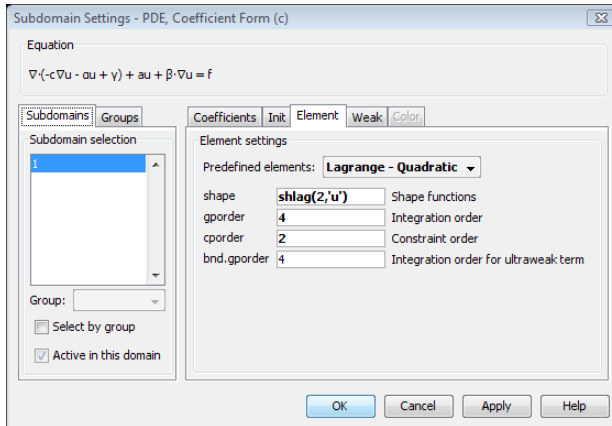 Subdomain Settings - PDE, Coefficient Form (c)
Equation
∇·(-c∇u - αu + γ) + au + β·∇u = f
Subdomains Groups
Subdomain selection
1
Group:
Select by group
Active in this domain
Coefficients Init Element Weak Color
Element settings
Predefined elements: Lagrange - Quadratic
shape shlag(2,'u') Shape functions
gporder 4 Integration order
cporder 2 Constraint order
bnd.gporder 4 Integration order for ultraweak term
OK Cancel Apply Help